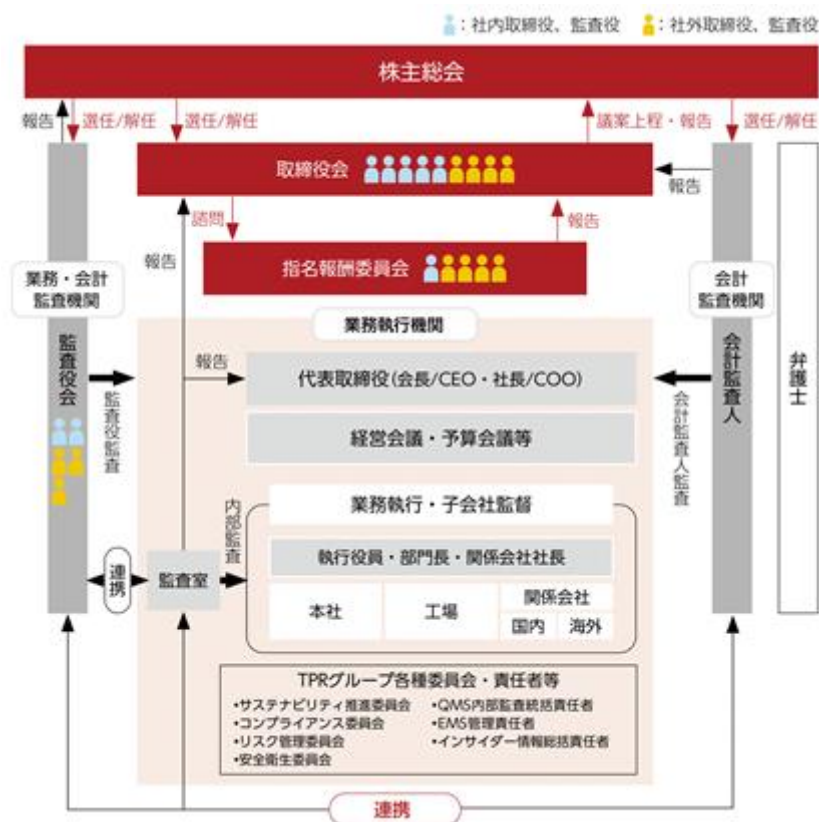 ：社内取締役、監査役 ：社外取締役、監査役
株主総会
報告 選任/解任 選任/解任 議案上程・報告 選任/解任
取締役会
報告
諮問 報告
報告
指名報酬委員会
業務・会計
監査機関
会計
監査機関
業務執行機関
監査役会
会計監査人
弁護士
報告
代表取締役(会長/CEO・社長/COO)
監査役監査
会計監査人監査
経営会議・予算会議等
内部監査
業務執行・子会社監督
執行役員・部門長・関係会社社長
連携
監査室
本社 工場 関係会社
国内 海外
TPRグループ各種委員会・責任者等
•サステナビリティ推進委員会 •QMS内部監査統括責任者
•コンプライアンス委員会 •EMS管理責任者
•リスク管理委員会 •インサイダー情報総括責任者
•安全衛生委員会
連携